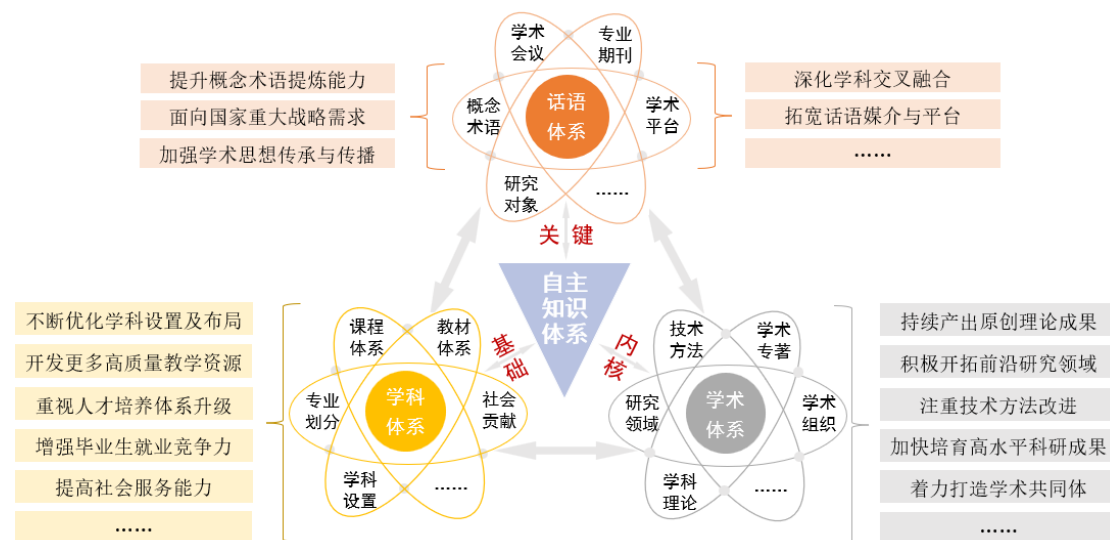 学术
会议
专业
期刊
提升概念术语提炼能力
面向国家重大战略需求
加强学术思想传承与传播
概念
术语
话语
体系
学术
平台
深化学科交叉融合
拓宽话语媒介与平台
……
研究
对象
……
关键
自主
知识
体系
基础
内核
不断优化学科设置及布局
开发更多高质量教学资源
重视人才培养体系升级
增强毕业生就业竞争力
提高社会服务能力
……
课程
体系
教材
体系
专业
划分
学科
体系
社会
贡献
学科
设置
……
技术
方法
学术
专著
研究
领域
学术
体系
学术
组织
学科
理论
……
持续产出原创理论成果
积极开拓前沿研究领域
注重技术方法改进
加快培育高水平科研成果
着力打造学术共同体
……